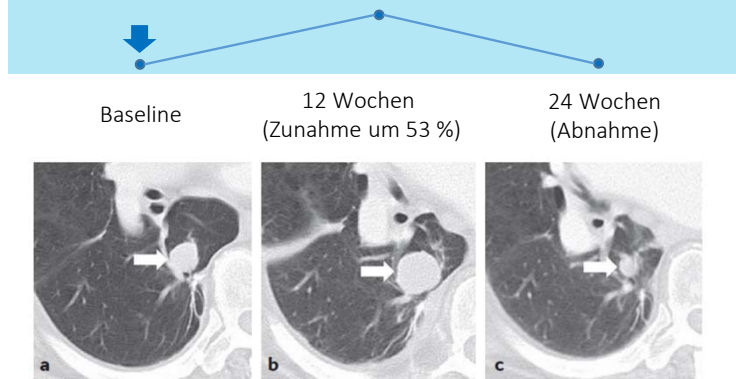 Baseline
12 Wochen
(Zunahme um 53 %)
24 Wochen
(Abnahme)
a
b
c